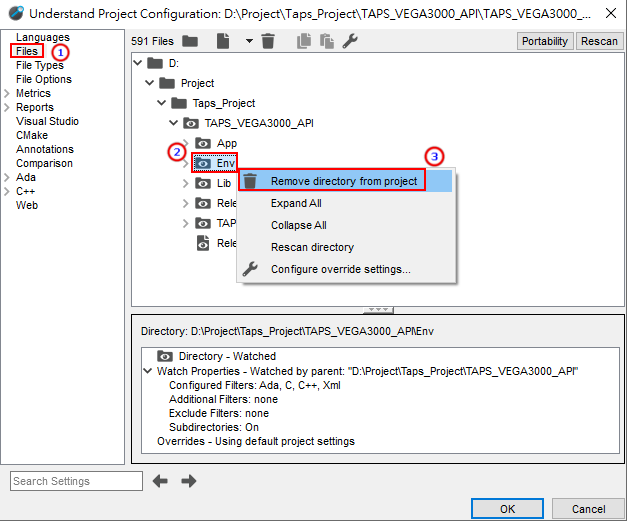 Understand Project Configuration: D:\Project\Taps_Project\TAPS_VEGA3000_API\TAPS_VEGA3000_...
Languages
Files
1
File Types
File Options
Metrics
Reports
Visual Studio
CMake
Annotations
Comparison
Ada
C++
Web
591 Files
Portability
Rescan
D:
Project
Taps_Project
TAPS_VEGA3000_API
App
2
Env
3
Lib
Rele
TAP
Rele
Remove directory from project
Expand All
Collapse All
Rescan directory
Configure override settings...
Directory: D:\Project\Taps_Project\TAPS_VEGA3000_API\Env
Directory - Watched
Watch Properties - Watched by parent: "D:\Project\Taps_Project\TAPS_VEGA3000_API"
Configured Filters: Ada, C, C++, Xml
Additional Filters: none
Exclude Filters: none
Subdirectories: On
Overrides - Using default project settings
Search Settings
OK
Cancel